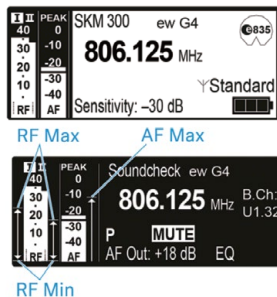 I II PEAK SKM 300 ew G4
40 0
30 -10
20 -20
10 -30
-40
RF AF
e835
806.125 MHz
Standard
Sensitivity: -30 dB
RF Max AF Max
I II PEAK Soundcheck ew G4
40 0
30 -10
20 -20
10 -30
-40
RF AF
806.125 MHz
B.Ch:
U1.32
P MUTE
AF Out: +18 dB EQ
RF Min